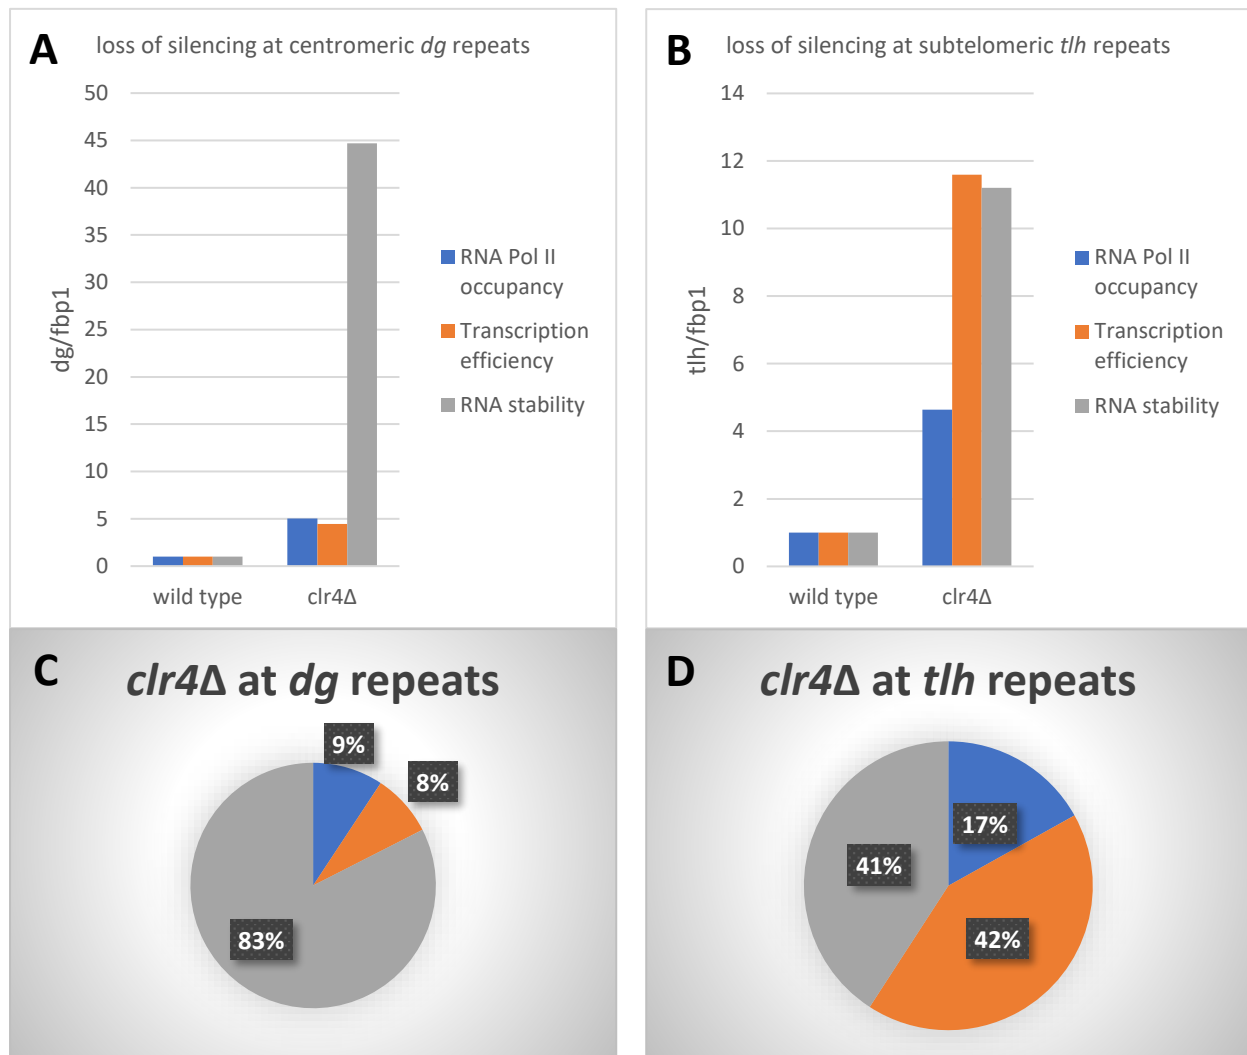 A
loss of silencing at centromeric dg repeats
50
45
40
35
30
25
20
15
10
5
0
dg/fbp1
wild type
clr4Δ
RNA Pol II
occupancy
Transcription
efficiency
RNA stability
B
loss of silencing at subtelomeric tlh repeats
14
12
10
8
6
4
2
0
tlh/fbp1
wild type
clr4Δ
RNA Pol II
occupancy
Transcription
efficiency
RNA stability
C
clr4Δ at dg repeats
9%
8%
83%
D
clr4Δ at tlh repeats
17%
41%
42%